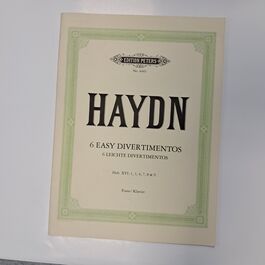 EDITION PETERS
HAYDN
6 EASY DIVERTIMENTOS
6 LEICHTE DIVERTIMENTOS
Piano / Klavier